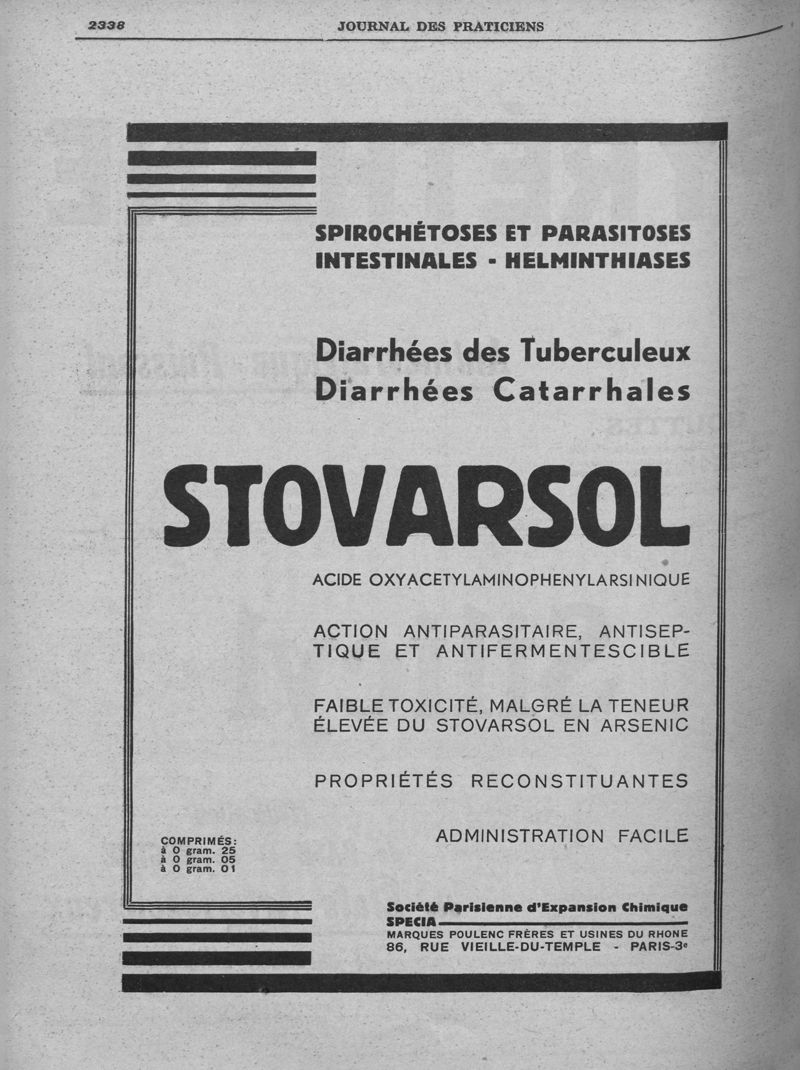 2338
JOURNAL DES PRATICIENS
SPIROCHÉTOSES ET PARASITOSES
INTESTINALES - HELMINTHIASES
Diarrhées des Tuberculeux
Diarrhées Catarrhales
STOVARSOL
ACIDE OXYACETYLAMINOPHENYLARSINIQUE
ACTION ANTIPARASITAIRE, ANTISEP-
TIQUE ET ANTIFERMENTESCIBLE
FAIBLE TOXICITÉ, MALGRÉ LA TENEUR
ÉLEVÉE DU STOVARSOL EN ARSENIC
PROPRIÉTÉS RECONSTITUANTES
ADMINISTRATION FACILE
COMPRIMÉS:
à 0 gram. 25
à 0 gram. 05
à 0 gram. 01
Société Parisienne d'Expansion Chimique
SPECIA
MARQUES POULENC FRÈRES ET USINES DU RHONE
86, RUE VIEILLE-DU-TEMPLE - PARIS-3e